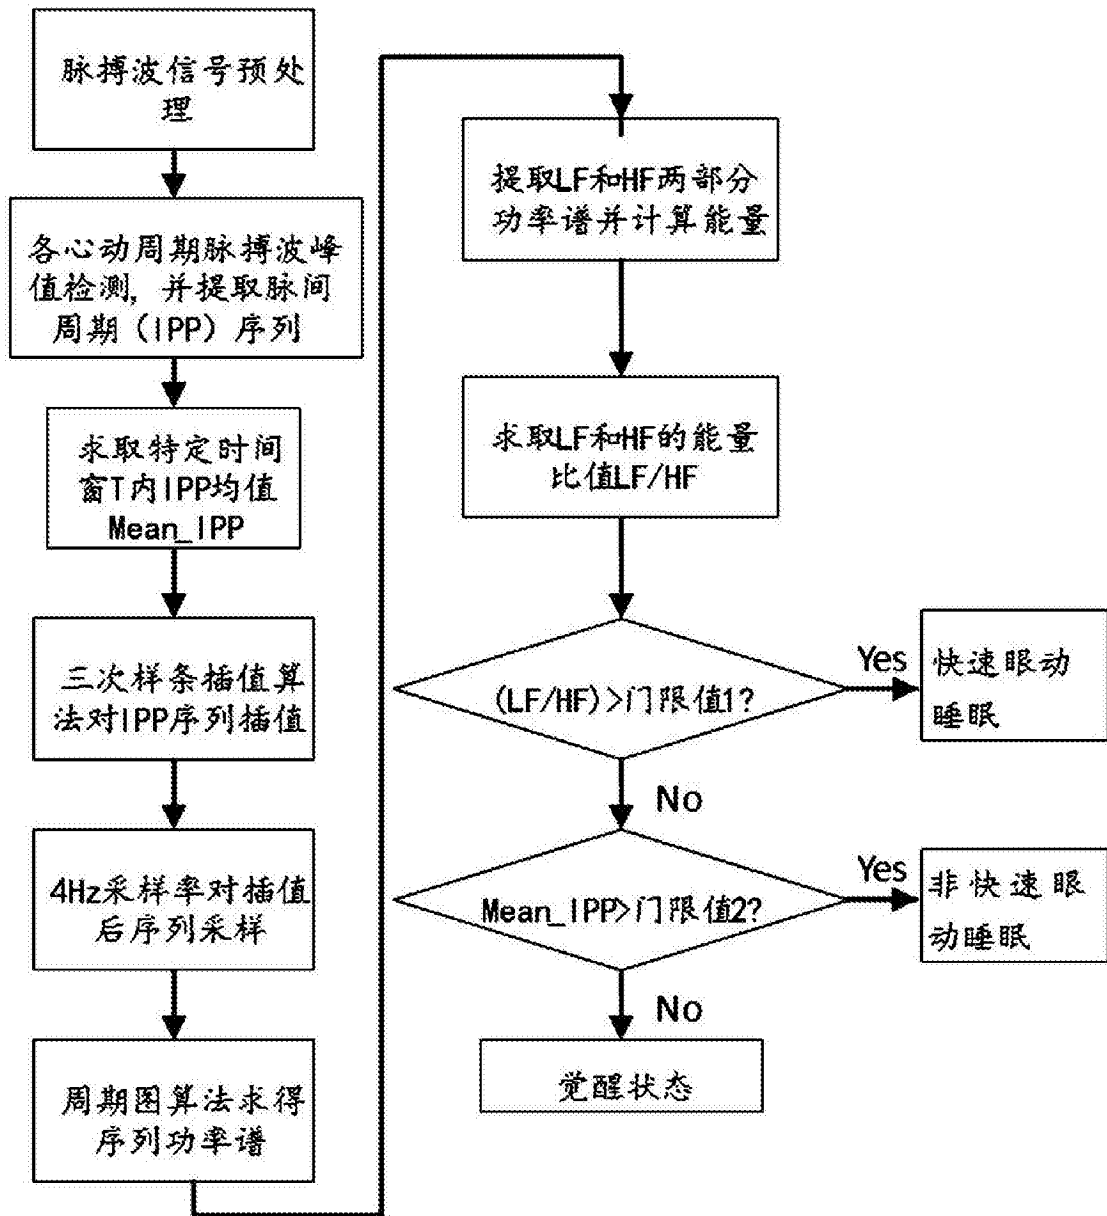 脉搏波信号预处
理
各心动周期脉搏波峰
值检测，并提取脉间
周期（IPP）序列
求取特定时间
窗T内IPP均值
Mean_IPP
三次样条插值算
法对IPP序列插值
4Hz采样率对插值
后序列采样
周期图算法求得
序列功率谱
提取LF和HF两部分
功率谱并计算能量
求取LF和HF的能量
比值LF/HF
(LF/HF)>门限值1?
Yes
快速眼动
睡眠
No
Mean_IPP>门限值2?
Yes
非快速眼
动睡眠
No
觉醒状态